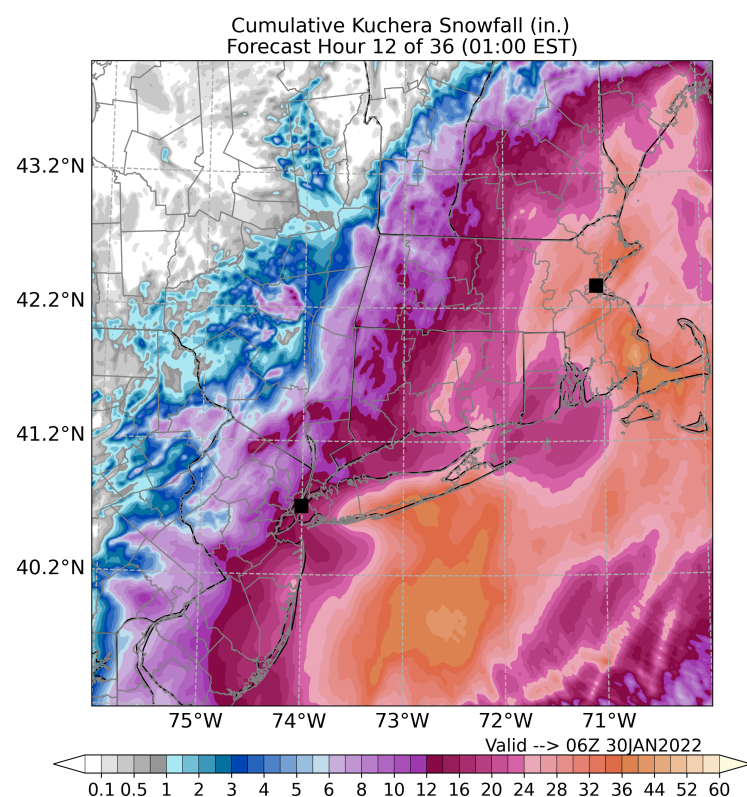 Cumulative Kuchera Snowfall (in.)
Forecast Hour 12 of 36 (01:00 EST)
43.2°N
42.2°N
41.2°N
40.2°N
75°W 74°W 73°W 72°W 71°W
Valid --> 06Z 30JAN2022
0.1 0.5 1 2 3 4 5 6 8 10 12 16 20 24 28 32 36 44 52 60